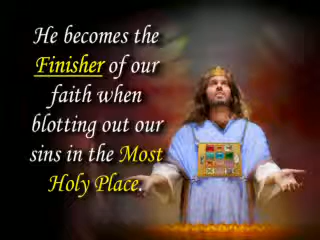 He becomes the
Finisher of our
faith when
blotting out our
sins in the Most
Holy Place.